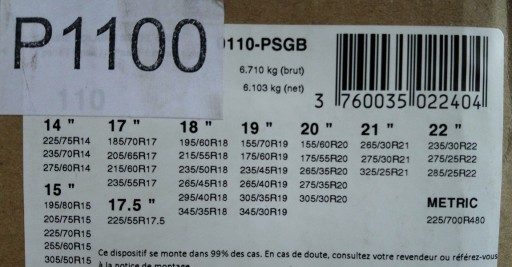 P1100
0110-PSGB
6.710 kg (brut)
6.103 kg (net)
3 760035 022404
110
14 "
225/75R14
235/70R14
275/60R14
15 "
195/80R15
205/75R15
225/70R15
255/60R15
305/50R15
17 "
185/70R17
205/65R17
215/60R17
235/55R17
17.5 "
225/55R17.5
18 "
195/60R18
215/55R18
235/50R18
265/45R18
295/40R18
345/35R18
19 "
155/70R19
175/60R19
235/45R19
265/40R19
305/35R19
345/30R19
20 "
155/60R20
175/55R20
265/35R20
275/35R20
305/30R20
21 "
265/30R21
275/30R21
325/25R21
22 "
235/30R22
275/25R22
285/25R22
METRIC
225/700R480
Ce dispositif se monte dans 99% des cas. En cas de doute, consultez votre revendeur ou référez-vous
à la notice de montage.